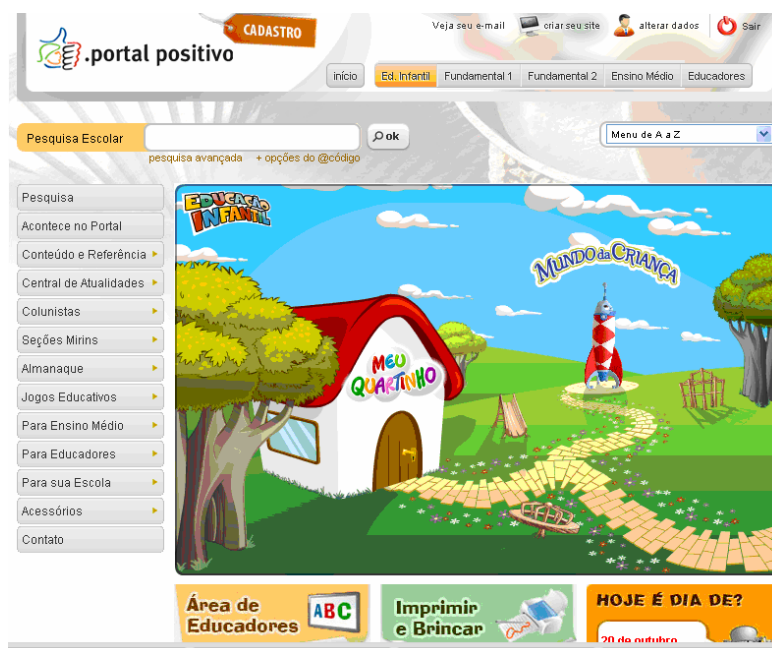 CADASTRO
Veja seu e-mail criar seu site alterar dados Sair
.portal positivo
início Ed. Infantil Fundamental 1 Fundamental 2 Ensino Médio Educadores
Pesquisa Escolar ok Menu de A a Z
pesquisa avançada + opções do @código
Pesquisa
Acontece no Portal
Conteúdo e Referência
Central de Atualidades
Colunistas
Seções Mirins
Almanaque
Jogos Educativos
Para Ensino Médio
Para Educadores
Para sua Escola
Acessórios
Contato
EDUCAÇÃO
INFANTIL
MUNDO da CRIANÇA
MEU
QUARTINHO
Área de
Educadores
ABC
Imprimir
e Brincar
HOJE É DIA DE?
20 de outubro